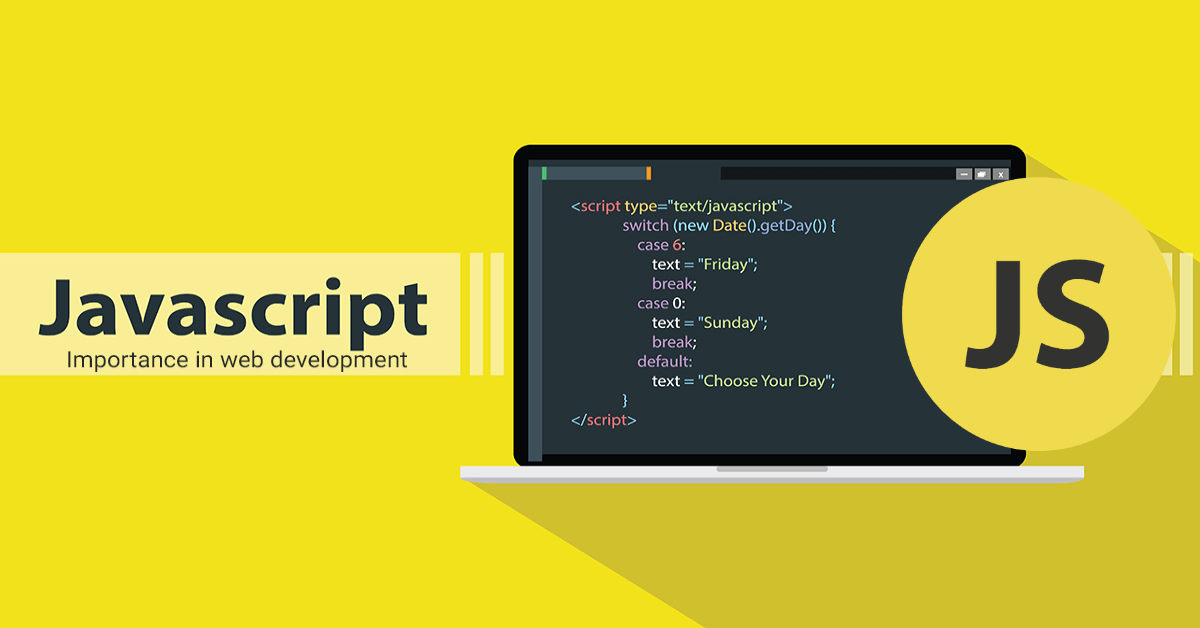 Javascript
Importance in web development
<script type="text/javascript">
switch (new Date().getDay()) {
case 6:
text = "Friday";
break;
case 0:
text = "Sunday";
break;
default:
text = "Choose Your Day";
}
</script>
x
JS